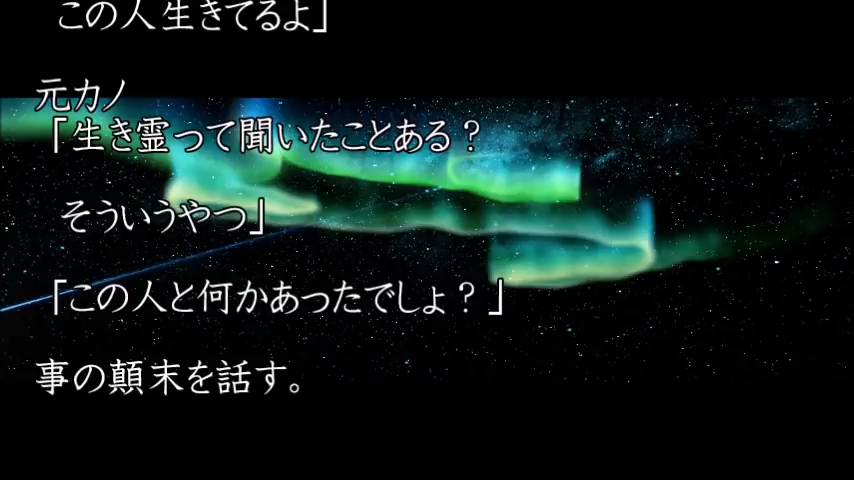 この人生きてるよ」
元カノ
「生き霊って聞いたことある？
そういうやつ」
「この人と何かあったでしょ？」
事の顛末を話す。